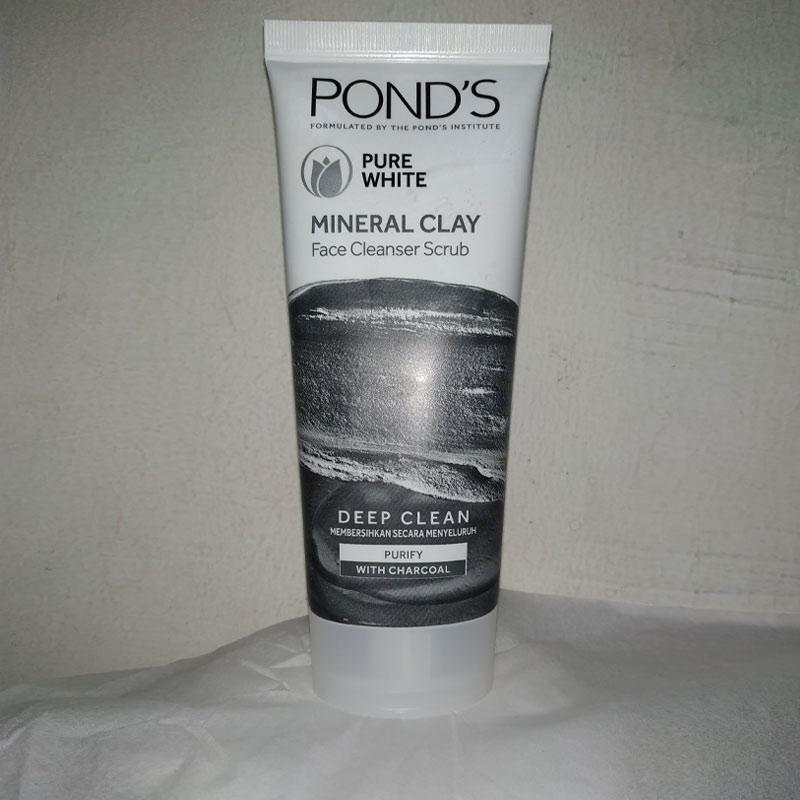 POND'S
FORMULATED BY THE POND'S INSTITUTE
PURE
WHITE
MINERAL CLAY
Face Cleanser Scrub
DEEP CLEAN
MEMBERSIHKAN SECARA MENYELURUH
PURIFY
WITH CHARCOAL